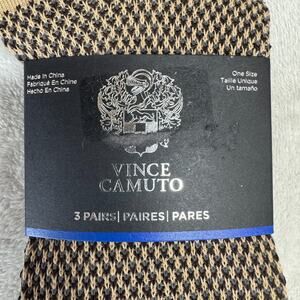 Made In China
Fabriqué En Chine
Hecho En China
One Size
Taille Unique
Un tamaño
VINCE
CAMUTO
3 PAIRS | PAIRES | PARES